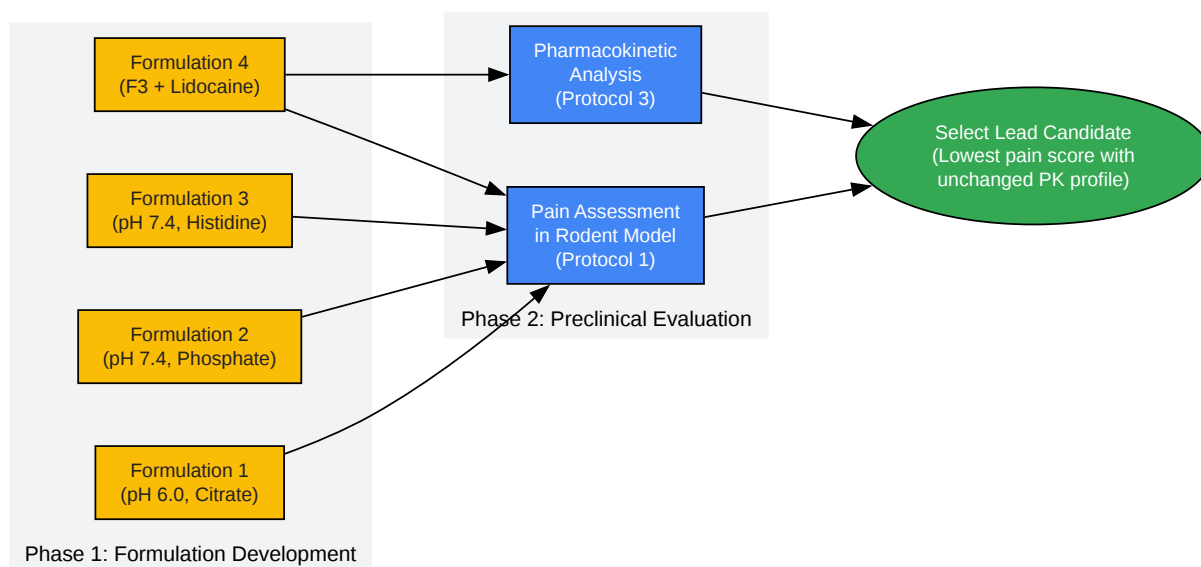 Formulation 4
(F3 + Lidocaine)
Formulation 3
(pH 7.4, Histidine)
Formulation 2
(pH 7.4, Phosphate)
Formulation 1
(pH 6.0, Citrate)
Phase 1: Formulation Development
Pharmacokinetic
Analysis
(Protocol 3)
Pain Assessment
in Rodent Model
(Protocol 1)
Phase 2: Preclinical Evaluation
Select Lead Candidate
(Lowest pain score with
unchanged PK profile)